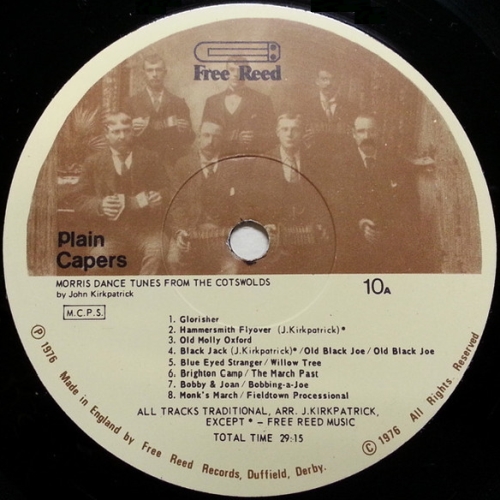 Free Reed
Plain
Capers
MORRIS DANCE TUNES FROM THE COTSWOLDS
by John Kirkpatrick
10A
M.C.P.S.
1. Glorisher
2. Hammersmith Flyover (J.Kirkpatrick)*
3. Old Molly Oxford
4. Black Jack (J.Kirkpatrick)*/Old Black Joe/Old Black Joe
5. Blue Eyed Stranger/Willow Tree
6. Brighton Camp/The March Past
7. Bobby & Joan/Bobbing-a-Joe
8. Monk's March/Fieldtown Processional
ALL TRACKS TRADITIONAL, ARR. J.KIRKPATRICK,
EXCEPT * – FREE REED MUSIC
TOTAL TIME 29:15
Ⓟ 1976 Made in England by Free Reed Records, Duffield, Derby.
© 1976 All Rights Reserved